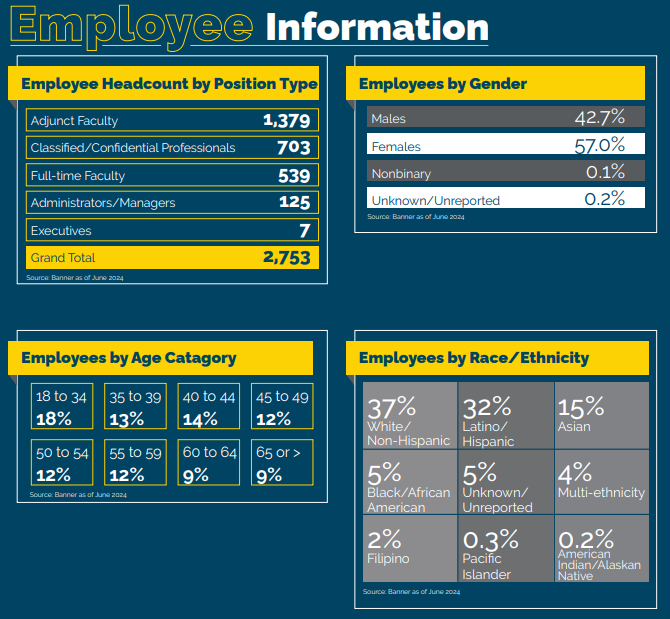 Employee Information
Employee Headcount by Position Type
Adjunct Faculty 1,379
Classified/Confidential Professionals 703
Full-time Faculty 539
Administrators/Managers 125
Executives 7
Grand Total 2,753
Source: Banner as of June 2024
Employees by Gender
Males 42.7%
Females 57.0%
Nonbinary 0.1%
Unknown/Unreported 0.2%
Source: Banner as of June 2024
Employees by Age Catagory
18 to 34 35 to 39 40 to 44 45 to 49
18% 13% 14% 12%
50 to 54 55 to 59 60 to 64 65 or >
12% 12% 9% 9%
Source: Banner as of June 2024
Employees by Race/Ethnicity
37% 32% 15%
White/ Latino/ Asian
Non-Hispanic Hispanic
5% 5% 4%
Black/African Unknown/ Multi-ethnicity
American Unreported
2% 0.3% 0.2%
Filipino Pacific American
Islander Indian/Alaskan
Native
Source: Banner as of June 2024